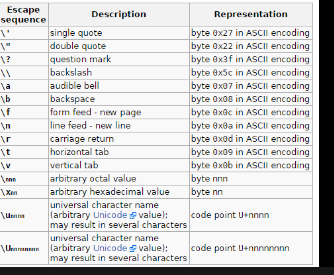 Escape sequence Description Representation
\' single quote byte 0x27 in ASCII encoding
\" double quote byte 0x22 in ASCII encoding
\? question mark byte 0x3f in ASCII encoding
\\ backslash byte 0x5c in ASCII encoding
\a audible bell byte 0x07 in ASCII encoding
\b backspace byte 0x08 in ASCII encoding
\f form feed - new page byte 0x0c in ASCII encoding
\n line feed - new line byte 0x0a in ASCII encoding
\r carriage return byte 0x0d in ASCII encoding
\t horizontal tab byte 0x09 in ASCII encoding
\v vertical tab byte 0x0b in ASCII encoding
\nnn arbitrary octal value byte nnn
\Xnn arbitrary hexadecimal value byte nn
universal character name
\Unnnn (arbitrary Unicode value); code point U+nnnn
may result in several characters
universal character name
\Unnnnnnnn (arbitrary Unicode value); code point U+nnnnnnnn
may result in several characters